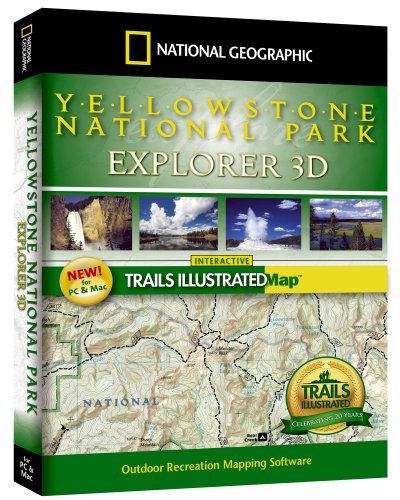 NATIONAL GEOGRAPHIC
YELLOWSTONE
NATIONAL PARK
EXPLORER 3D
INTERACTIVE
TRAILS ILLUSTRATED Map™
NEW!
for
PC & Mac
NATIONAL
TRAILS
ILLUSTRATED
CELEBRATING 20 YEARS
Outdoor Recreation Mapping Software
NATIONAL
GEOGRAPHIC
YELLOWSTONE NATIONAL PARK
EXPLORER 3D
for
PC & Mac